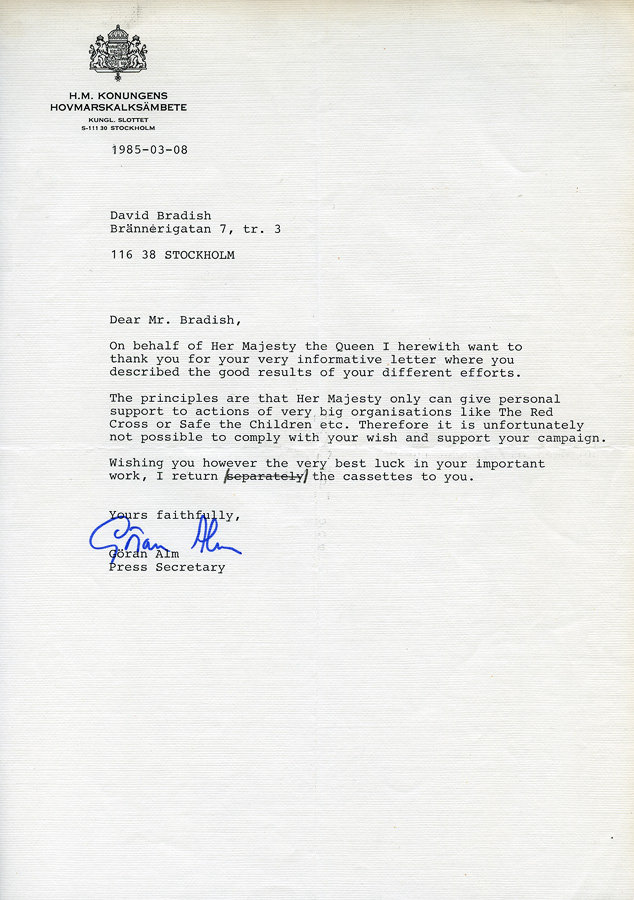 H.M. KONUNGENS
HOVMARSKALKSÄMBETE
KUNGL. SLOTTET
S-111 30 STOCKHOLM
1985-03-08
David Bradish
Brännérigatan 7, tr. 3
116 38 STOCKHOLM
Dear Mr. Bradish,
On behalf of Her Majesty the Queen I herewith want to
thank you for your very informative letter where you
described the good results of your different efforts.
The principles are that Her Majesty only can give personal
support to actions of very big organisations like The Red
Cross or Safe the Children etc. Therefore it is unfortunately
not possible to comply with your wish and support your campaign.
Wishing you however the very best luck in your important
work, I return separately the cassettes to you.
Yours faithfully,
Göran Alm
Göran Alm
Press Secretary